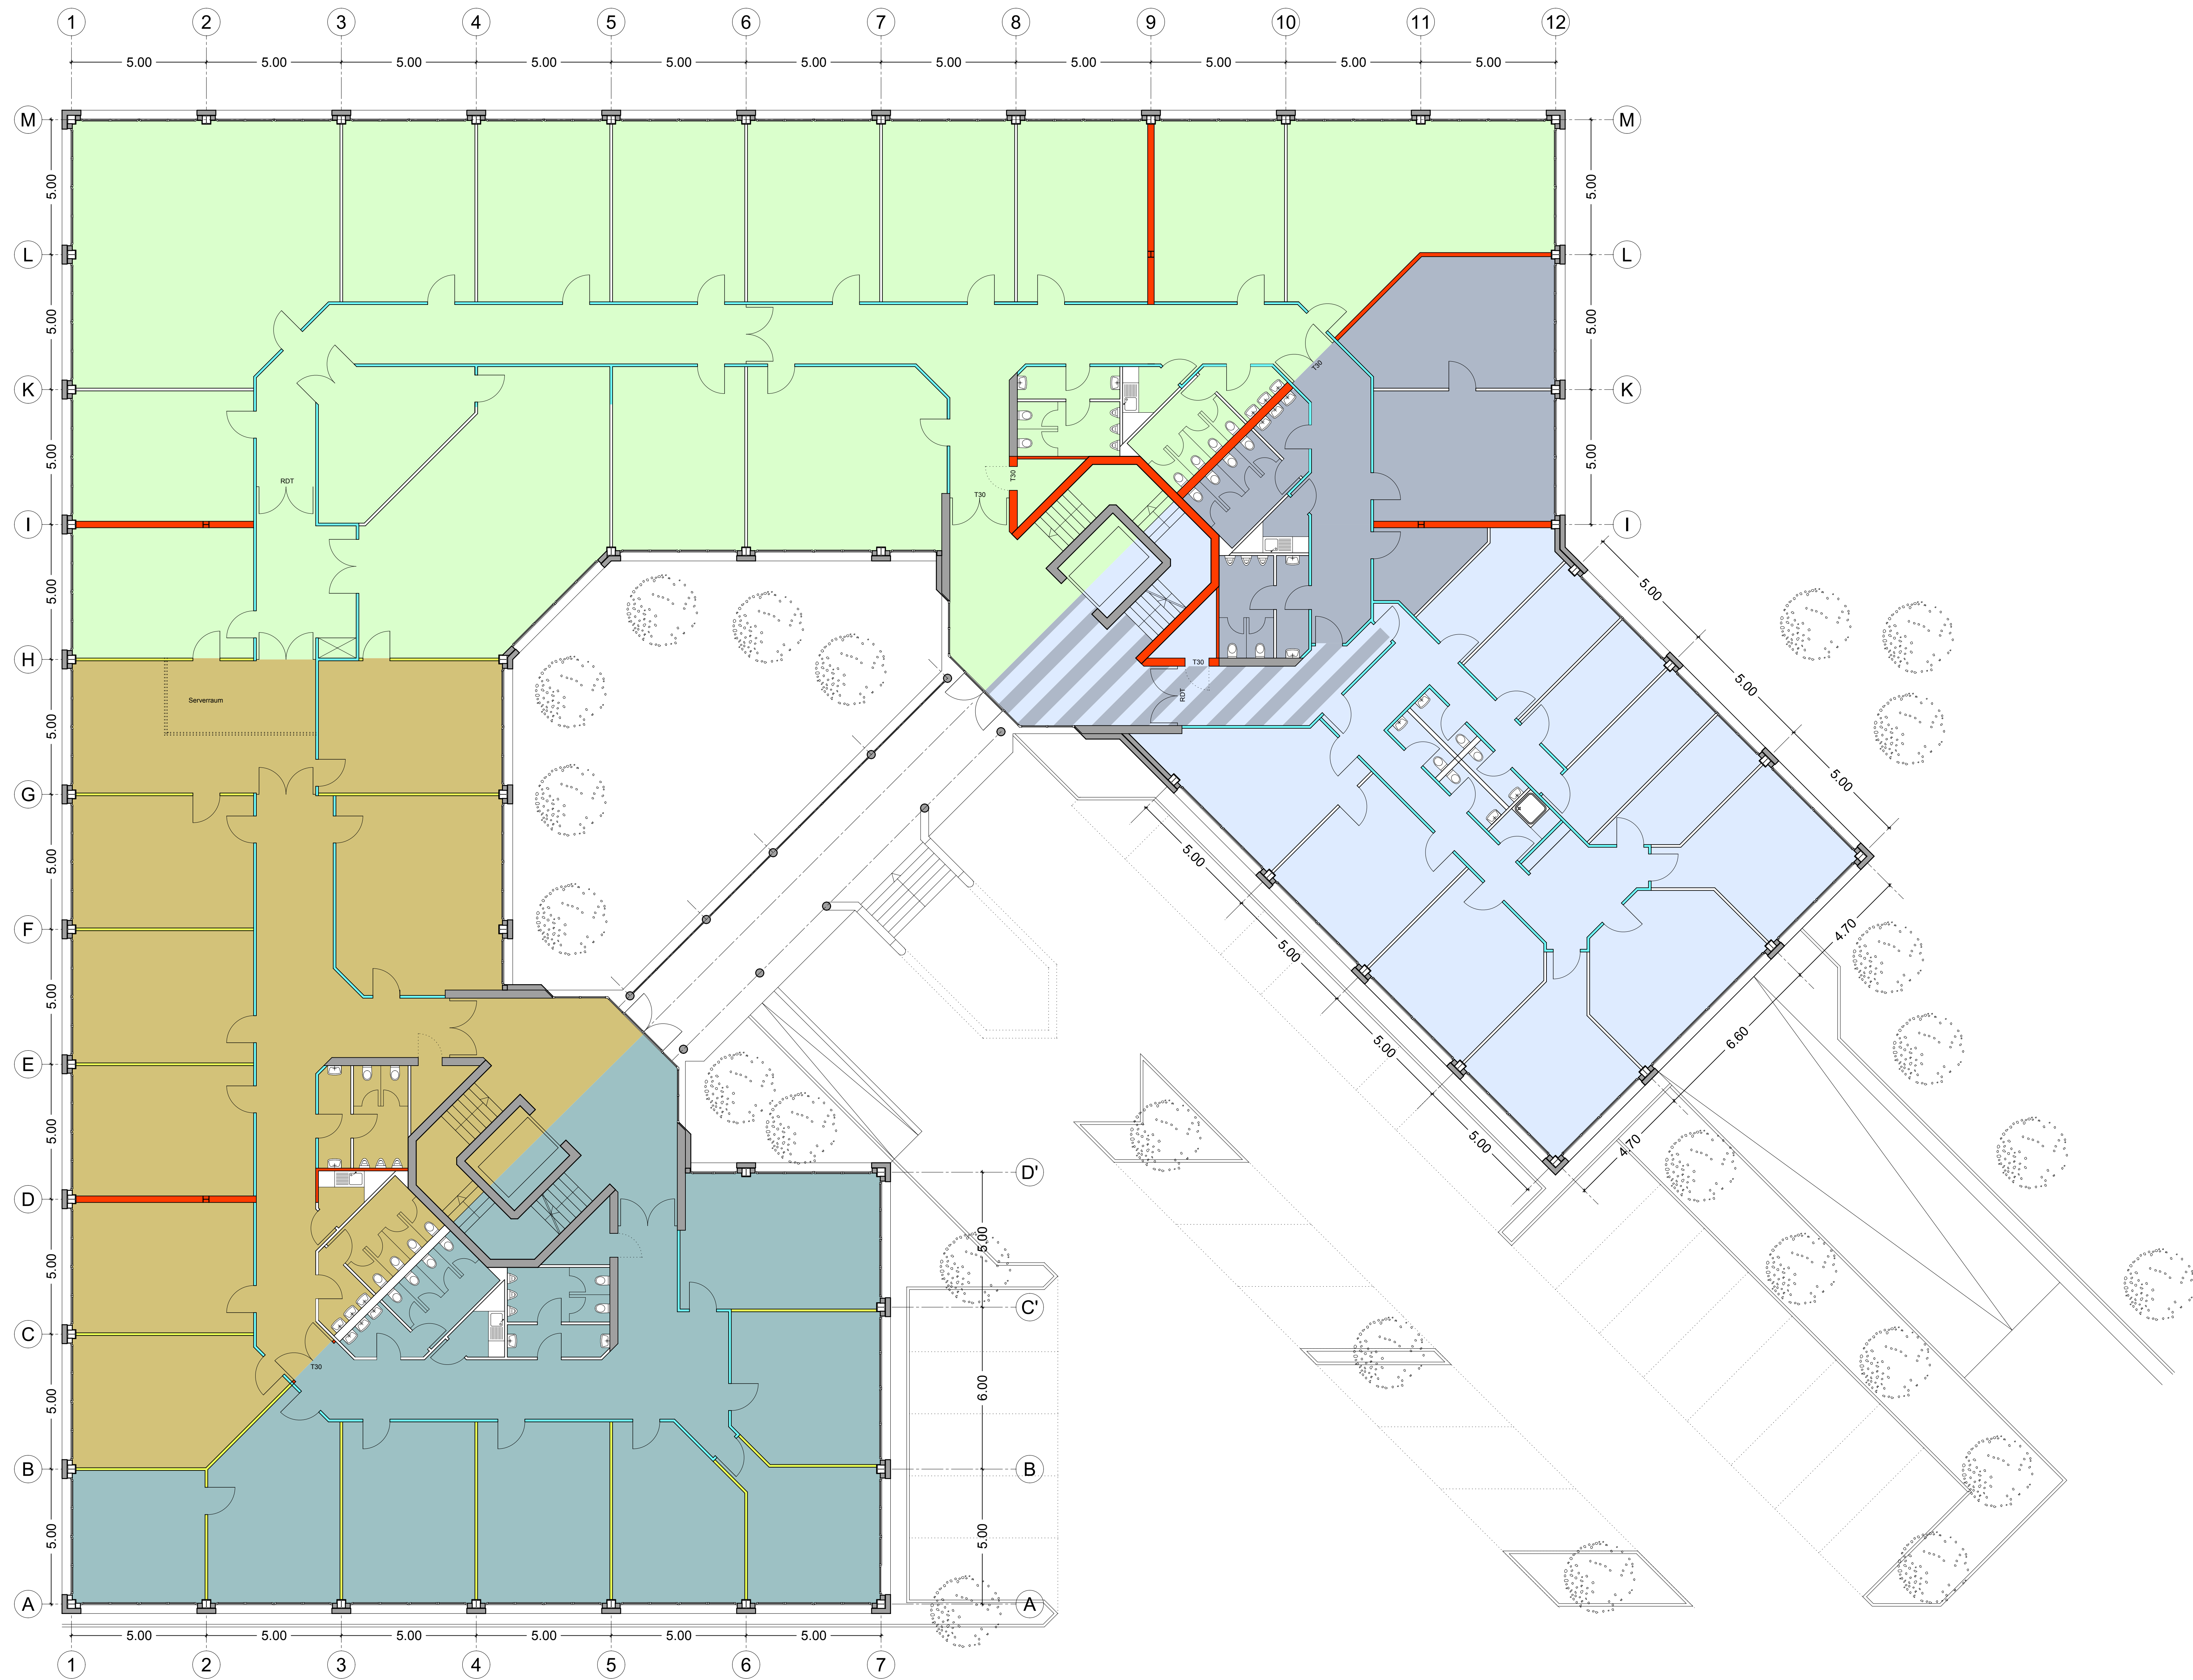 1 2 3 4 5 6 7 8 9 10 11 12
5.00 5.00 5.00 5.00 5.00 5.00 5.00 5.00 5.00 5.00 5.00
M M
5.00 5.00
L L
5.00 5.00
T30
K K
5.00 5.00
RDT T30 T30
I I
5.00 5.00
H T30
5.00 Serverraum RDT 5.00
G 5.00
5.00 5.00
F 4.70
5.00 5.00
E 5.00 6.60
5.00 5.00 4.70
D D'
5.00 5.00
C C'
T30
5.00 6.00
B B
5.00 5.00
A A
5.00 5.00 5.00 5.00 5.00 5.00
1 2 3 4 5 6 7